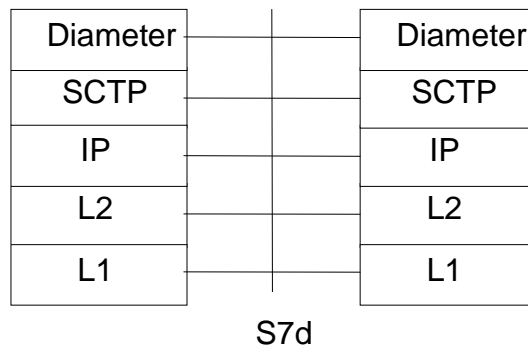 Diameter Diameter
SCTP SCTP
IP IP
L2 L2
L1 L1
S7d